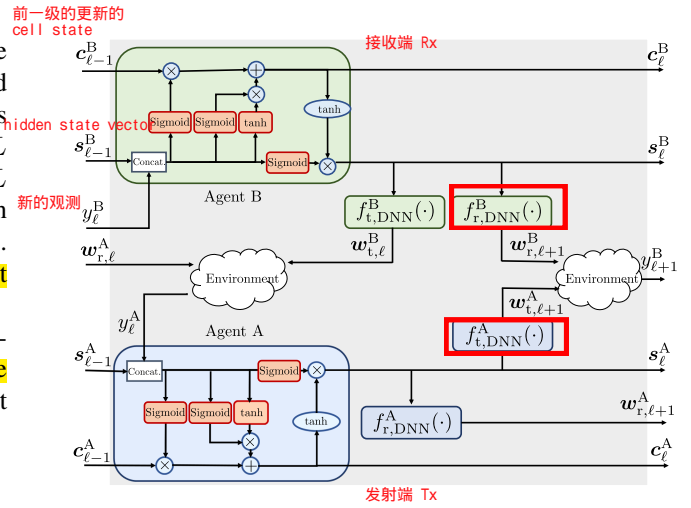 前一级的更新的
cell state
e
d
s
hidden state vector
L
L
n
.
t
-
e
t
接收端 Rx
c^B_{ℓ−1}
c^B_ℓ
Sigmoid Sigmoid tanh
tanh
s^B_{ℓ−1}
Concat.
Sigmoid
s^B_ℓ
新的观测
y^B_ℓ
Agent B
f^B_{t,DNN}(·)
f^B_{r,DNN}(·)
w^A_{r,ℓ}
w^B_{t,ℓ}
w^B_{r,ℓ+1}
y^B_{ℓ+1}
Environment
Environment
w^A_{t,ℓ+1}
y^A_ℓ
Agent A
f^A_{t,DNN}(·)
s^A_{ℓ−1}
Concat.
Sigmoid
s^A_ℓ
Sigmoid Sigmoid tanh
tanh
f^A_{r,DNN}(·)
w^A_{r,ℓ+1}
c^A_{ℓ−1}
c^A_ℓ
发射端 Tx